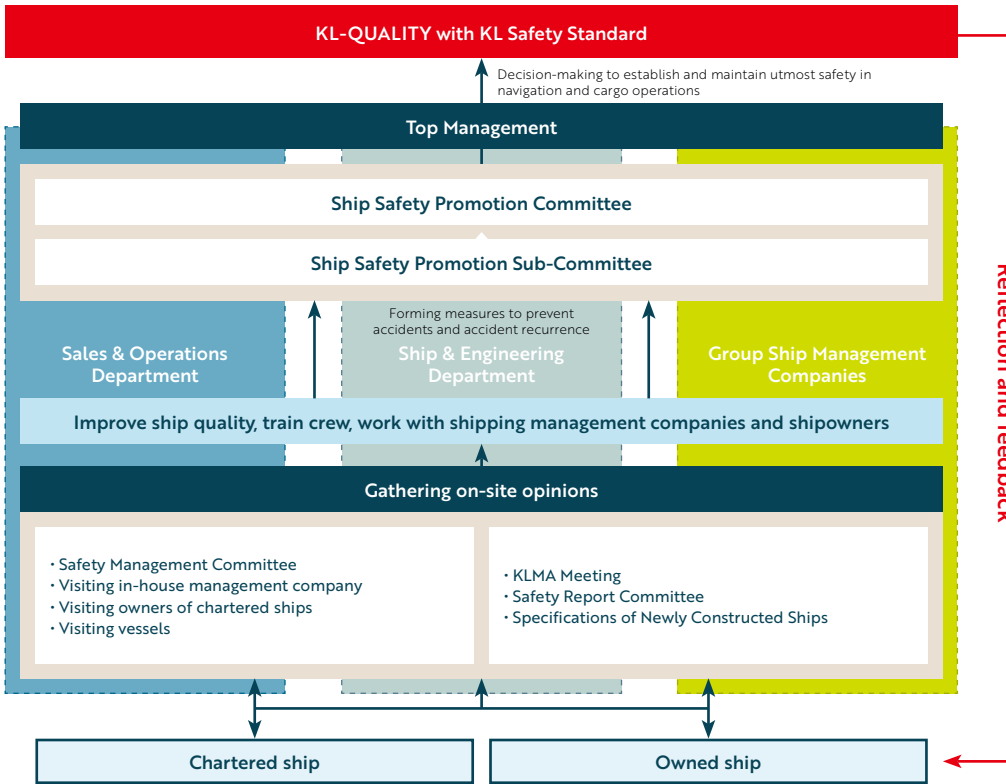 KL-QUALITY with KL Safety Standard
Decision-making to establish and maintain utmost safety in
navigation and cargo operations
Top Management
Ship Safety Promotion Committee
Ship Safety Promotion Sub-Committee
Forming measures to prevent
accidents and accident recurrence
Sales & Operations
Department
Ship & Engineering
Department
Group Ship Management
Companies
Improve ship quality, train crew, work with shipping management companies and shipowners
Gathering on-site opinions
・Safety Management Committee
・Visiting in-house management company
・Visiting owners of chartered ships
・Visiting vessels
・KLMA Meeting
・Safety Report Committee
・Specifications of Newly Constructed Ships
Chartered ship
Owned ship
Reflection and feedback